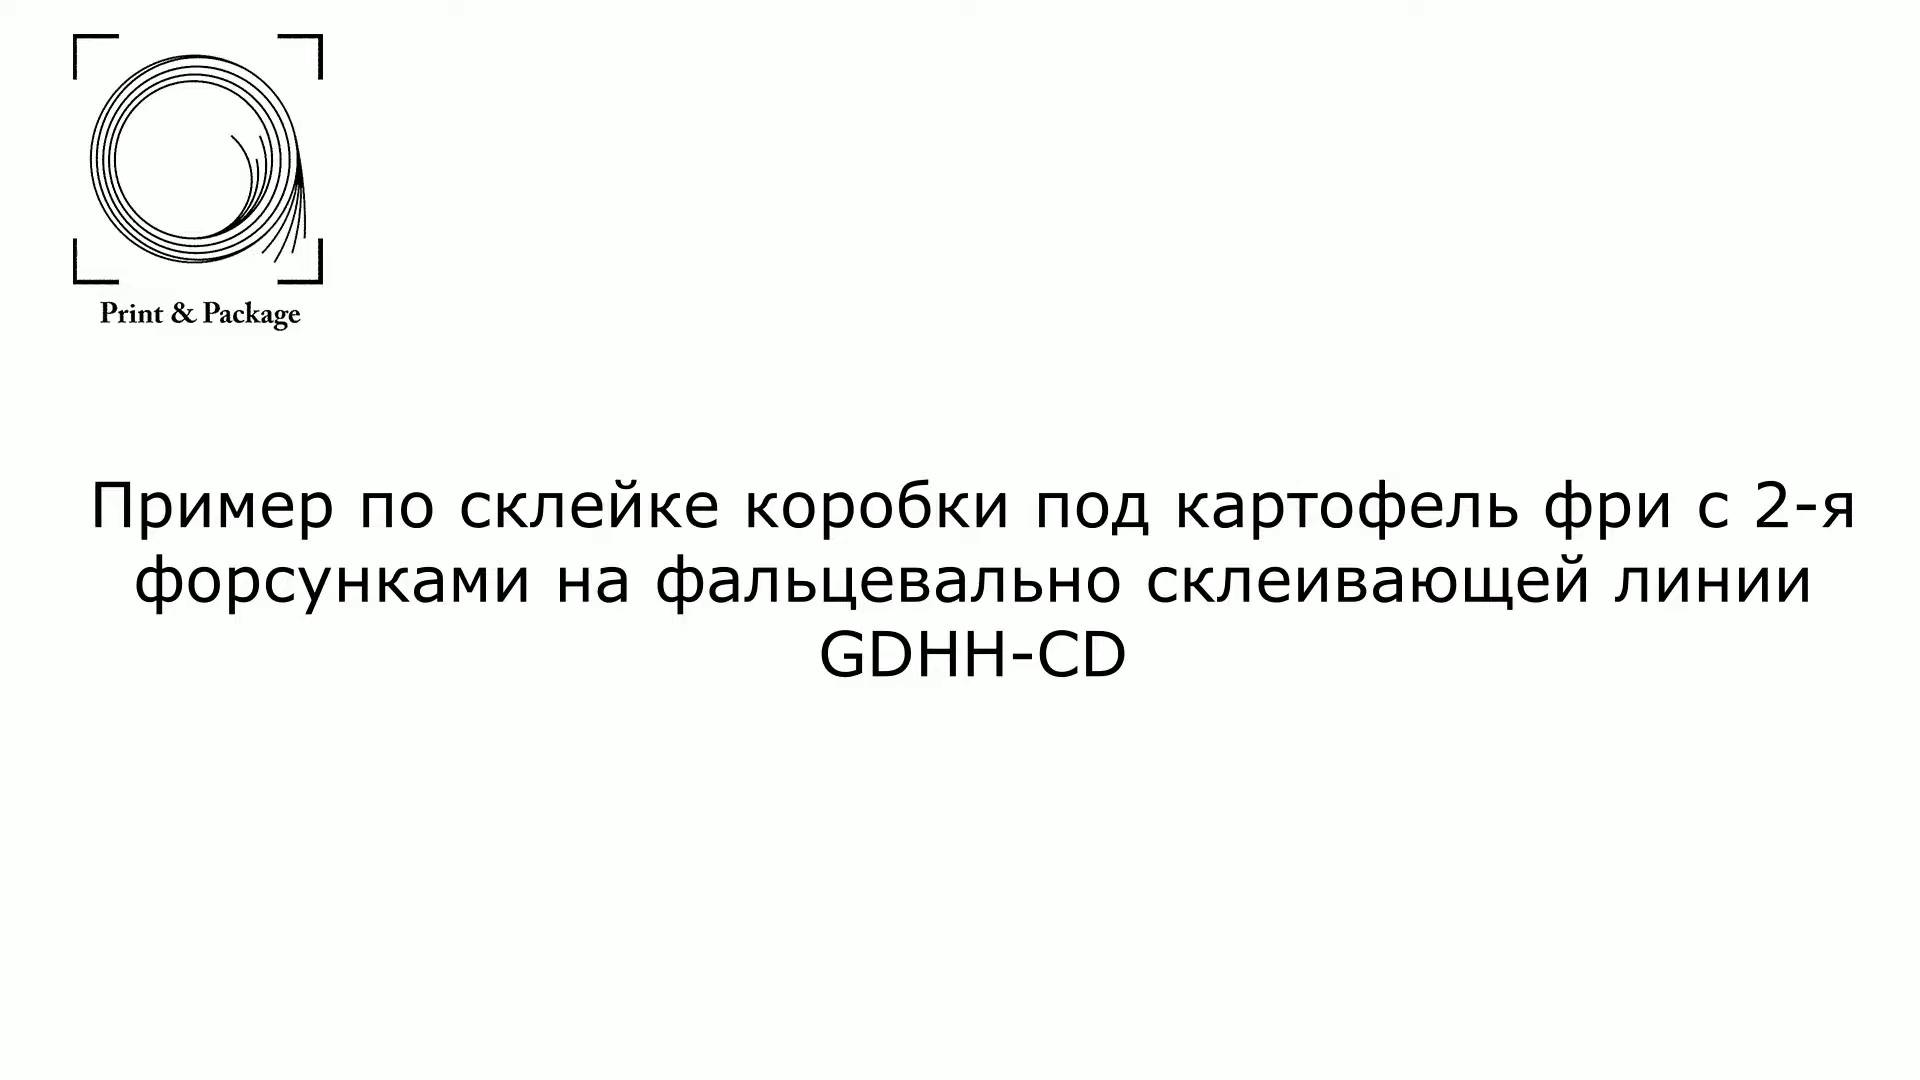 Print & Package
Пример по склейке коробки под картофель фри с 2-я
форсунками на фальцевально склеивающей линии
GDHH-CD